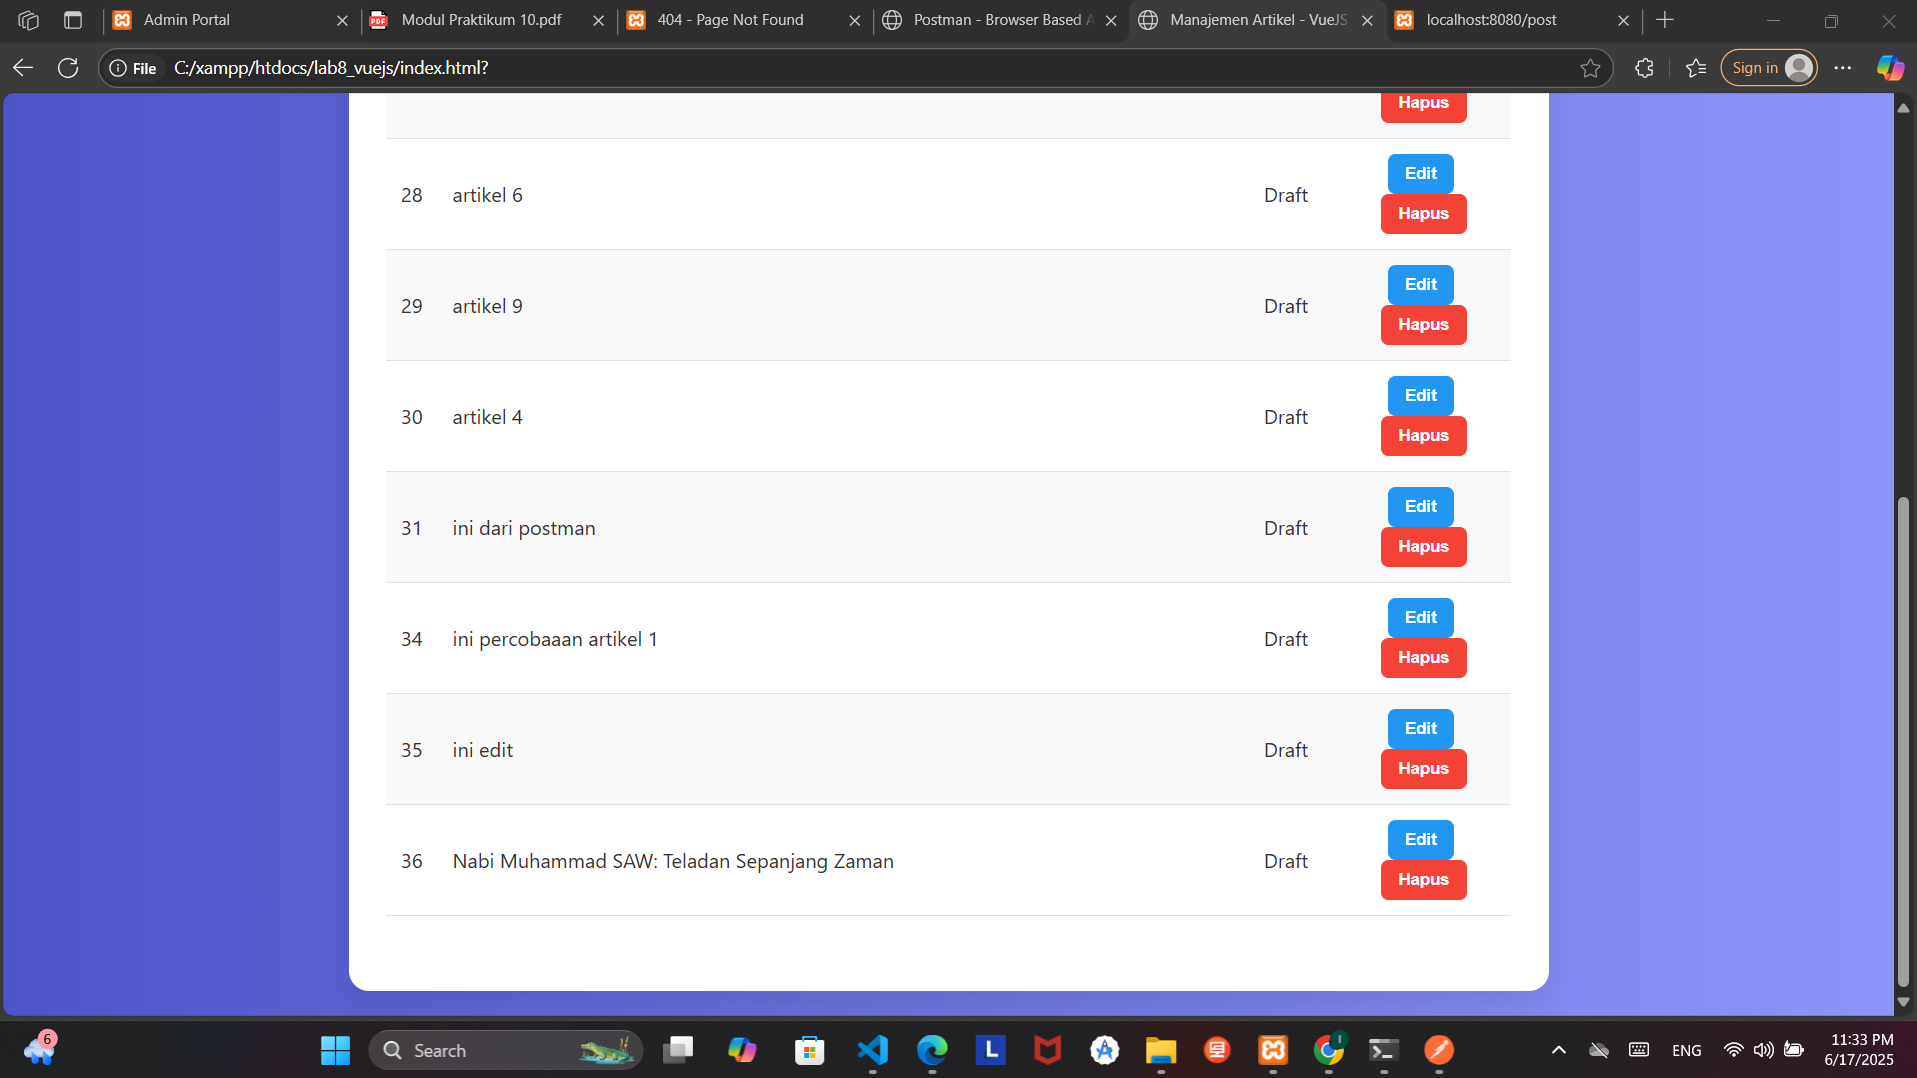 Admin Portal
Modul Praktikum 10.pdf
404 - Page Not Found
Postman - Browser Based A
Manajemen Artikel - VueJS
localhost:8080/post
File
C:/xampp/htdocs/lab8_vuejs/index.html?
Sign in
Hapus
28 artikel 6 Draft Edit
Hapus
29 artikel 9 Draft Edit
Hapus
30 artikel 4 Draft Edit
Hapus
31 ini dari postman Draft Edit
Hapus
34 ini percobaaan artikel 1 Draft Edit
Hapus
35 ini edit Draft Edit
Hapus
36 Nabi Muhammad SAW: Teladan Sepanjang Zaman Draft Edit
Hapus
6
Search
L
ENG
11:33 PM
6/17/2025